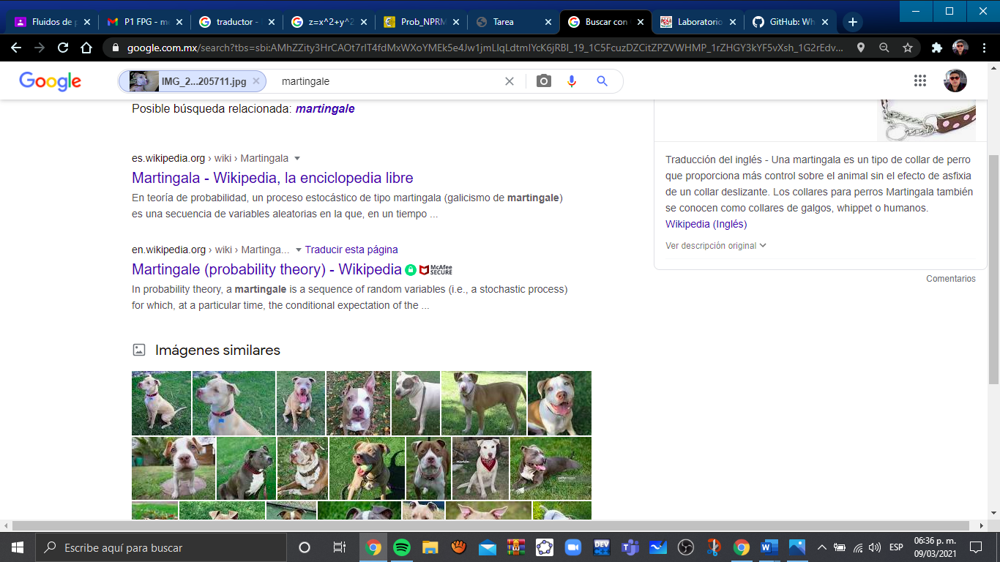 Fluidos de p
P1 FPG - m
traductor -
z=x^2+y^2
Prob_NPRM
Tarea
Buscar con
Laboratorio
GitHub: Wh
google.com.mx/search?tbs=sbi:AMhZZity3HrCAOt7rlT4fdMxWXoYMEk5e4Jw1jmLIqLdtmIYcK6jRBI_19_1C5FcuzDZCitZPZVWHMP_1rZHGY3kYF5vXsh_1G2rEdv...
Google
IMG_2...205711.jpg
martingale
Posible búsqueda relacionada: martingale
es.wikipedia.org › wiki › Martingala
Martingala - Wikipedia, la enciclopedia libre
En teoría de probabilidad, un proceso estocástico de tipo martingala (galicismo de martingale)
es una secuencia de variables aleatorias en la que, en un tiempo ...
en.wikipedia.org › wiki › Martinga... Traducir esta página
Martingale (probability theory) - Wikipedia McAfee SECURE
In probability theory, a martingale is a sequence of random variables (i.e., a stochastic process)
for which, at a particular time, the conditional expectation of the ...
Imágenes similares
Horton
Traducción del inglés - Una martingala es un tipo de collar de perro
que proporciona más control sobre el animal sin el efecto de asfixia
de un collar deslizante. Los collares para perros Martingala también
se conocen como collares de galgos, whippet o humanos.
Wikipedia (Inglés)
Ver descripción original
Comentarios
Escribe aquí para buscar
DEV
ESP
06:36 p. m.
09/03/2021